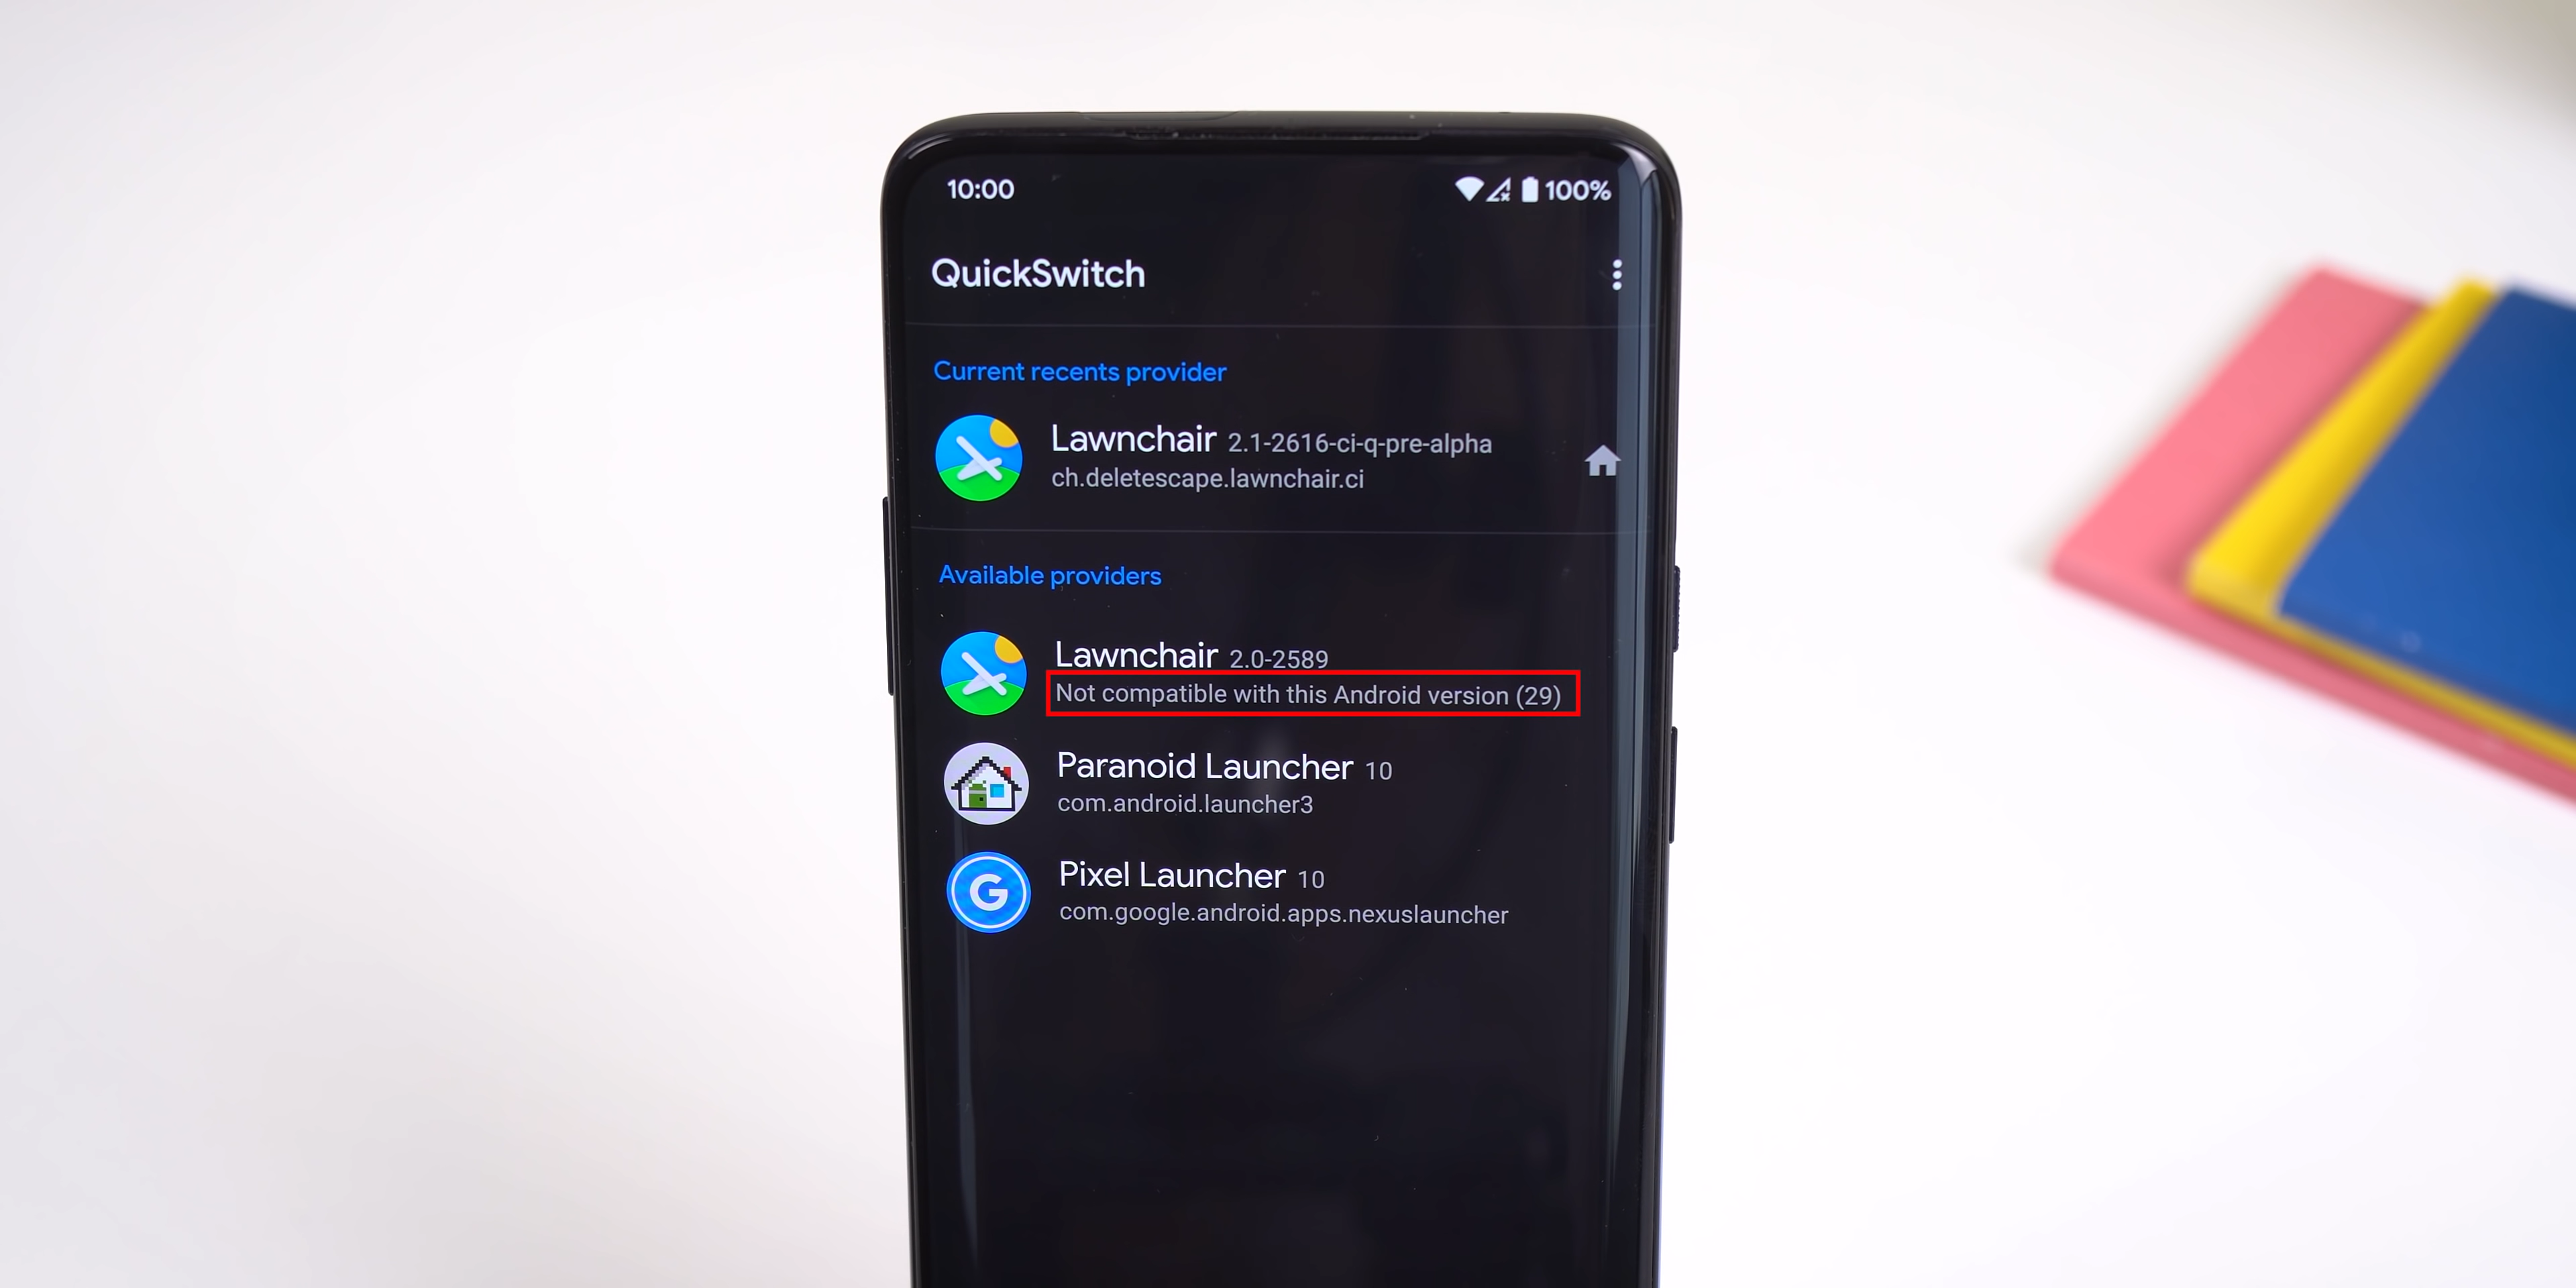 10:00 100%
QuickSwitch
Current recents provider
Lawnchair 2.1-2616-ci-q-pre-alpha
ch.deletescape.lawnchair.ci
Available providers
Lawnchair 2.0-2589
Not compatible with this Android version (29)
Paranoid Launcher 10
com.android.launcher3
G
Pixel Launcher 10
com.google.android.apps.nexuslauncher